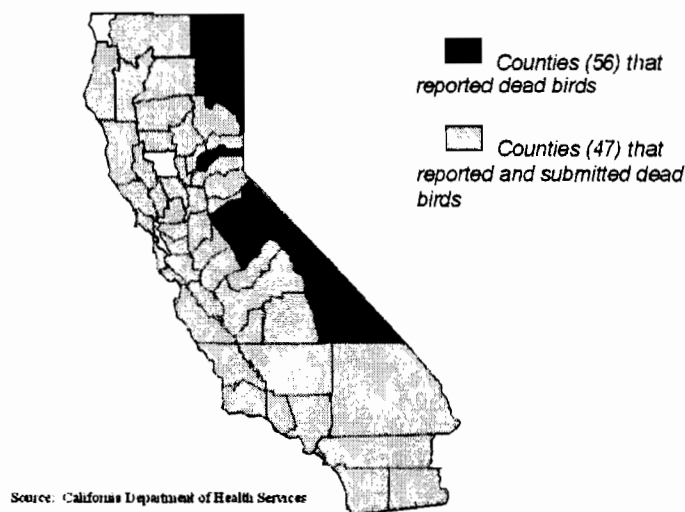 Counties (56) that
reported dead birds
Counties (47) that
reported and submitted dead
birds
Source: California Department of Health Services